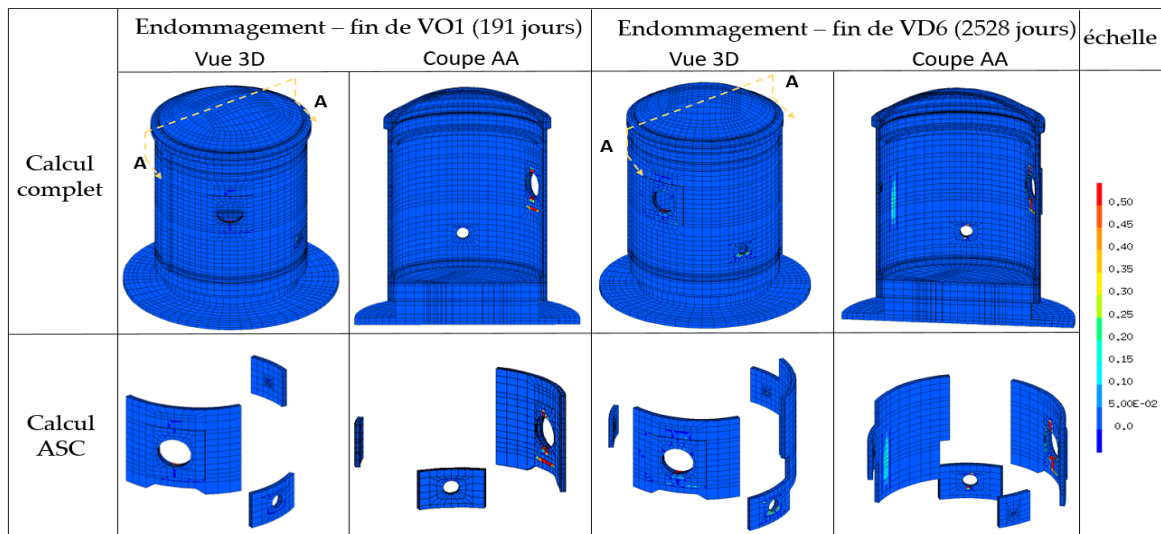 Endommagement – fin de VO1 (191 jours)
Endommagement – fin de VD6 (2528 jours)
échelle
Vue 3D
Coupe AA
Vue 3D
Coupe AA
Calcul
complet
A
A
A
A
0.50
0.45
0.40
0.35
0.30
0.25
0.20
0.15
0.10
5.00E-02
0.0
Calcul
ASC